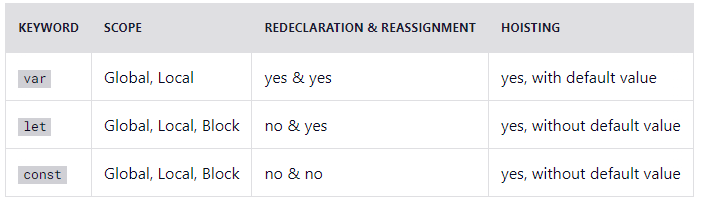 KEYWORD SCOPE REDECLARATION & REASSIGNMENT HOISTING
var Global, Local yes & yes yes, with default value
let Global, Local, Block no & yes yes, without default value
const Global, Local, Block no & no yes, without default value